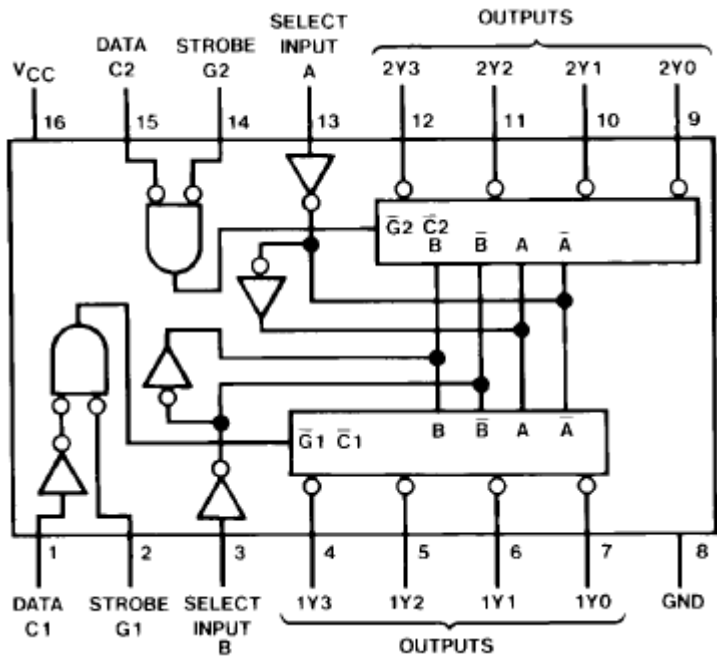 OUTPUTS
SELECT
DATA STROBE INPUT
VCC C2 G2 A 2Y3 2Y2 2Y1 2Y0
16 15 14 13 12 11 10 9
G̅2 C̅2 B B̅ A A̅
G̅1 C̅1 B B̅ A A̅
1 2 3 4 5 6 7 8
DATA STROBE SELECT 1Y3 1Y2 1Y1 1Y0 GND
C1 G1 INPUT
B OUTPUTS